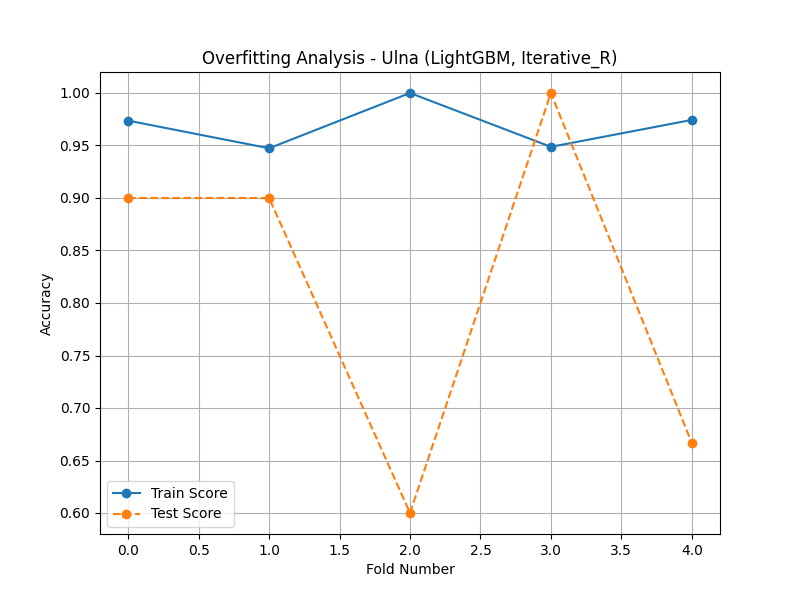 Overfitting Analysis - Ulna (LightGBM, Iterative_R)
1.00
0.95
0.90
0.85
0.80
0.75
0.70
0.65
0.60
Accuracy
Train Score
Test Score
0.0 0.5 1.0 1.5 2.0 2.5 3.0 3.5 4.0
Fold Number